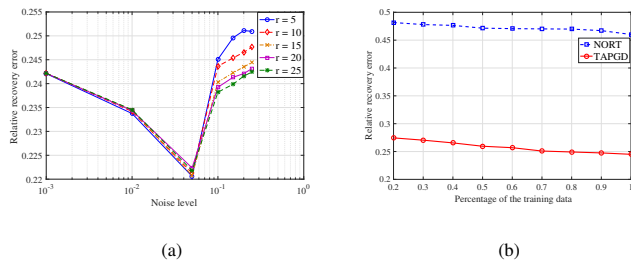 0.255
0.25
0.245
0.24
0.235
0.23
0.225
0.22
Relative recovery error
10-3
10-2
10-1
100
Noise level
r = 5
r = 10
r = 15
r = 20
r = 25
(a)
0.5
0.45
0.4
0.35
0.3
0.25
0.2
Relative recovery error
0.2
0.3
0.4
0.5
0.6
0.7
0.8
0.9
1
Percentage of the training data
NORT
TAPGD
(b)